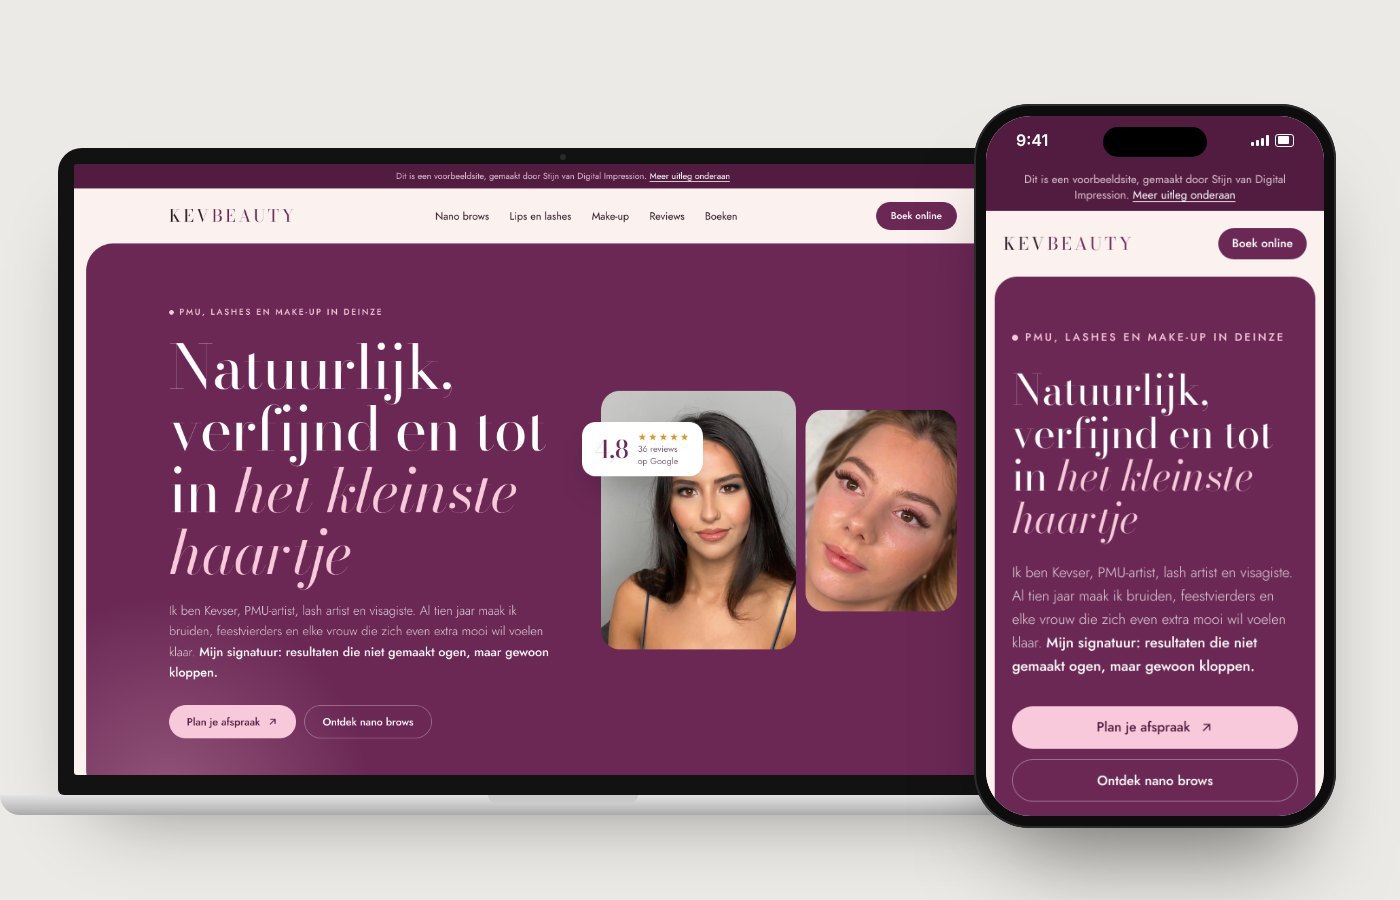 Dit is een voorbeeldsite, gemaakt door Stijn van Digital Impression. Meer uitleg onderaan
KEVBEAUTY
Nano brows
Lips en lashes
Make-up
Reviews
Boeken
Boek online
PMU, LASHES EN MAKE-UP IN DEINZE
Natuurlijk,
verfijnd en tot
in het kleinste
haartje
Ik ben Kevser, PMU-artist, lash artist en visagiste. Al tien jaar maak ik
bruiden, feestvierders en elke vrouw die zich even extra mooi wil voelen
klaar. Mijn signatuur: resultaten die niet gemaakt ogen, maar gewoon
kloppen.
Plan je afspraak ↗
Ontdek nano brows
4.8
★★★★★
36 reviews
op Google
9:41
Dit is een voorbeeldsite, gemaakt door Stijn van Digital
Impression. Meer uitleg onderaan
KEVBEAUTY
Boek online
PMU, LASHES EN MAKE-UP IN DEINZE
Natuurlijk,
verfijnd en tot
in het kleinste
haartje
Ik ben Kevser, PMU-artist, lash artist en visagiste.
Al tien jaar maak ik bruiden, feestvierders en
elke vrouw die zich even extra mooi wil voelen
klaar. Mijn signatuur: resultaten die niet
gemaakt ogen, maar gewoon kloppen.
Plan je afspraak ↗
Ontdek nano brows